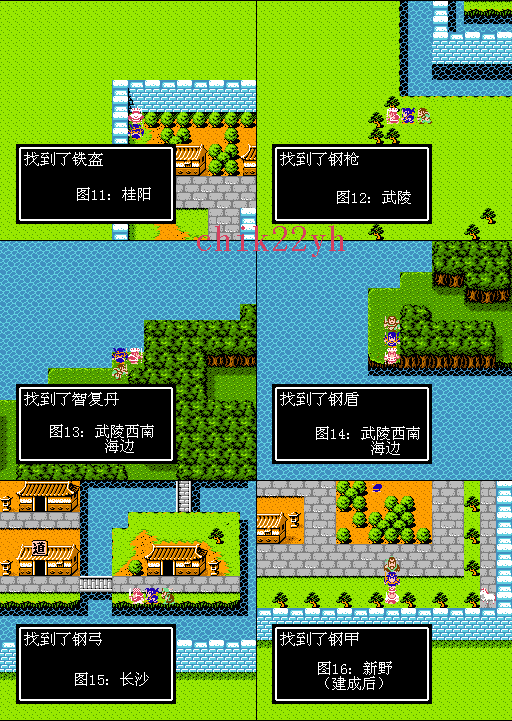 找到了铁盔
图11：桂阳
找到了钢枪
图12：武陵
chik22yh
找到了智复丹
图13：武陵西南
海边
找到了钢盾
图14：武陵西南
海边
道
找到了钢弓
图15：长沙
找到了钢甲
图16：新野
（建成后）